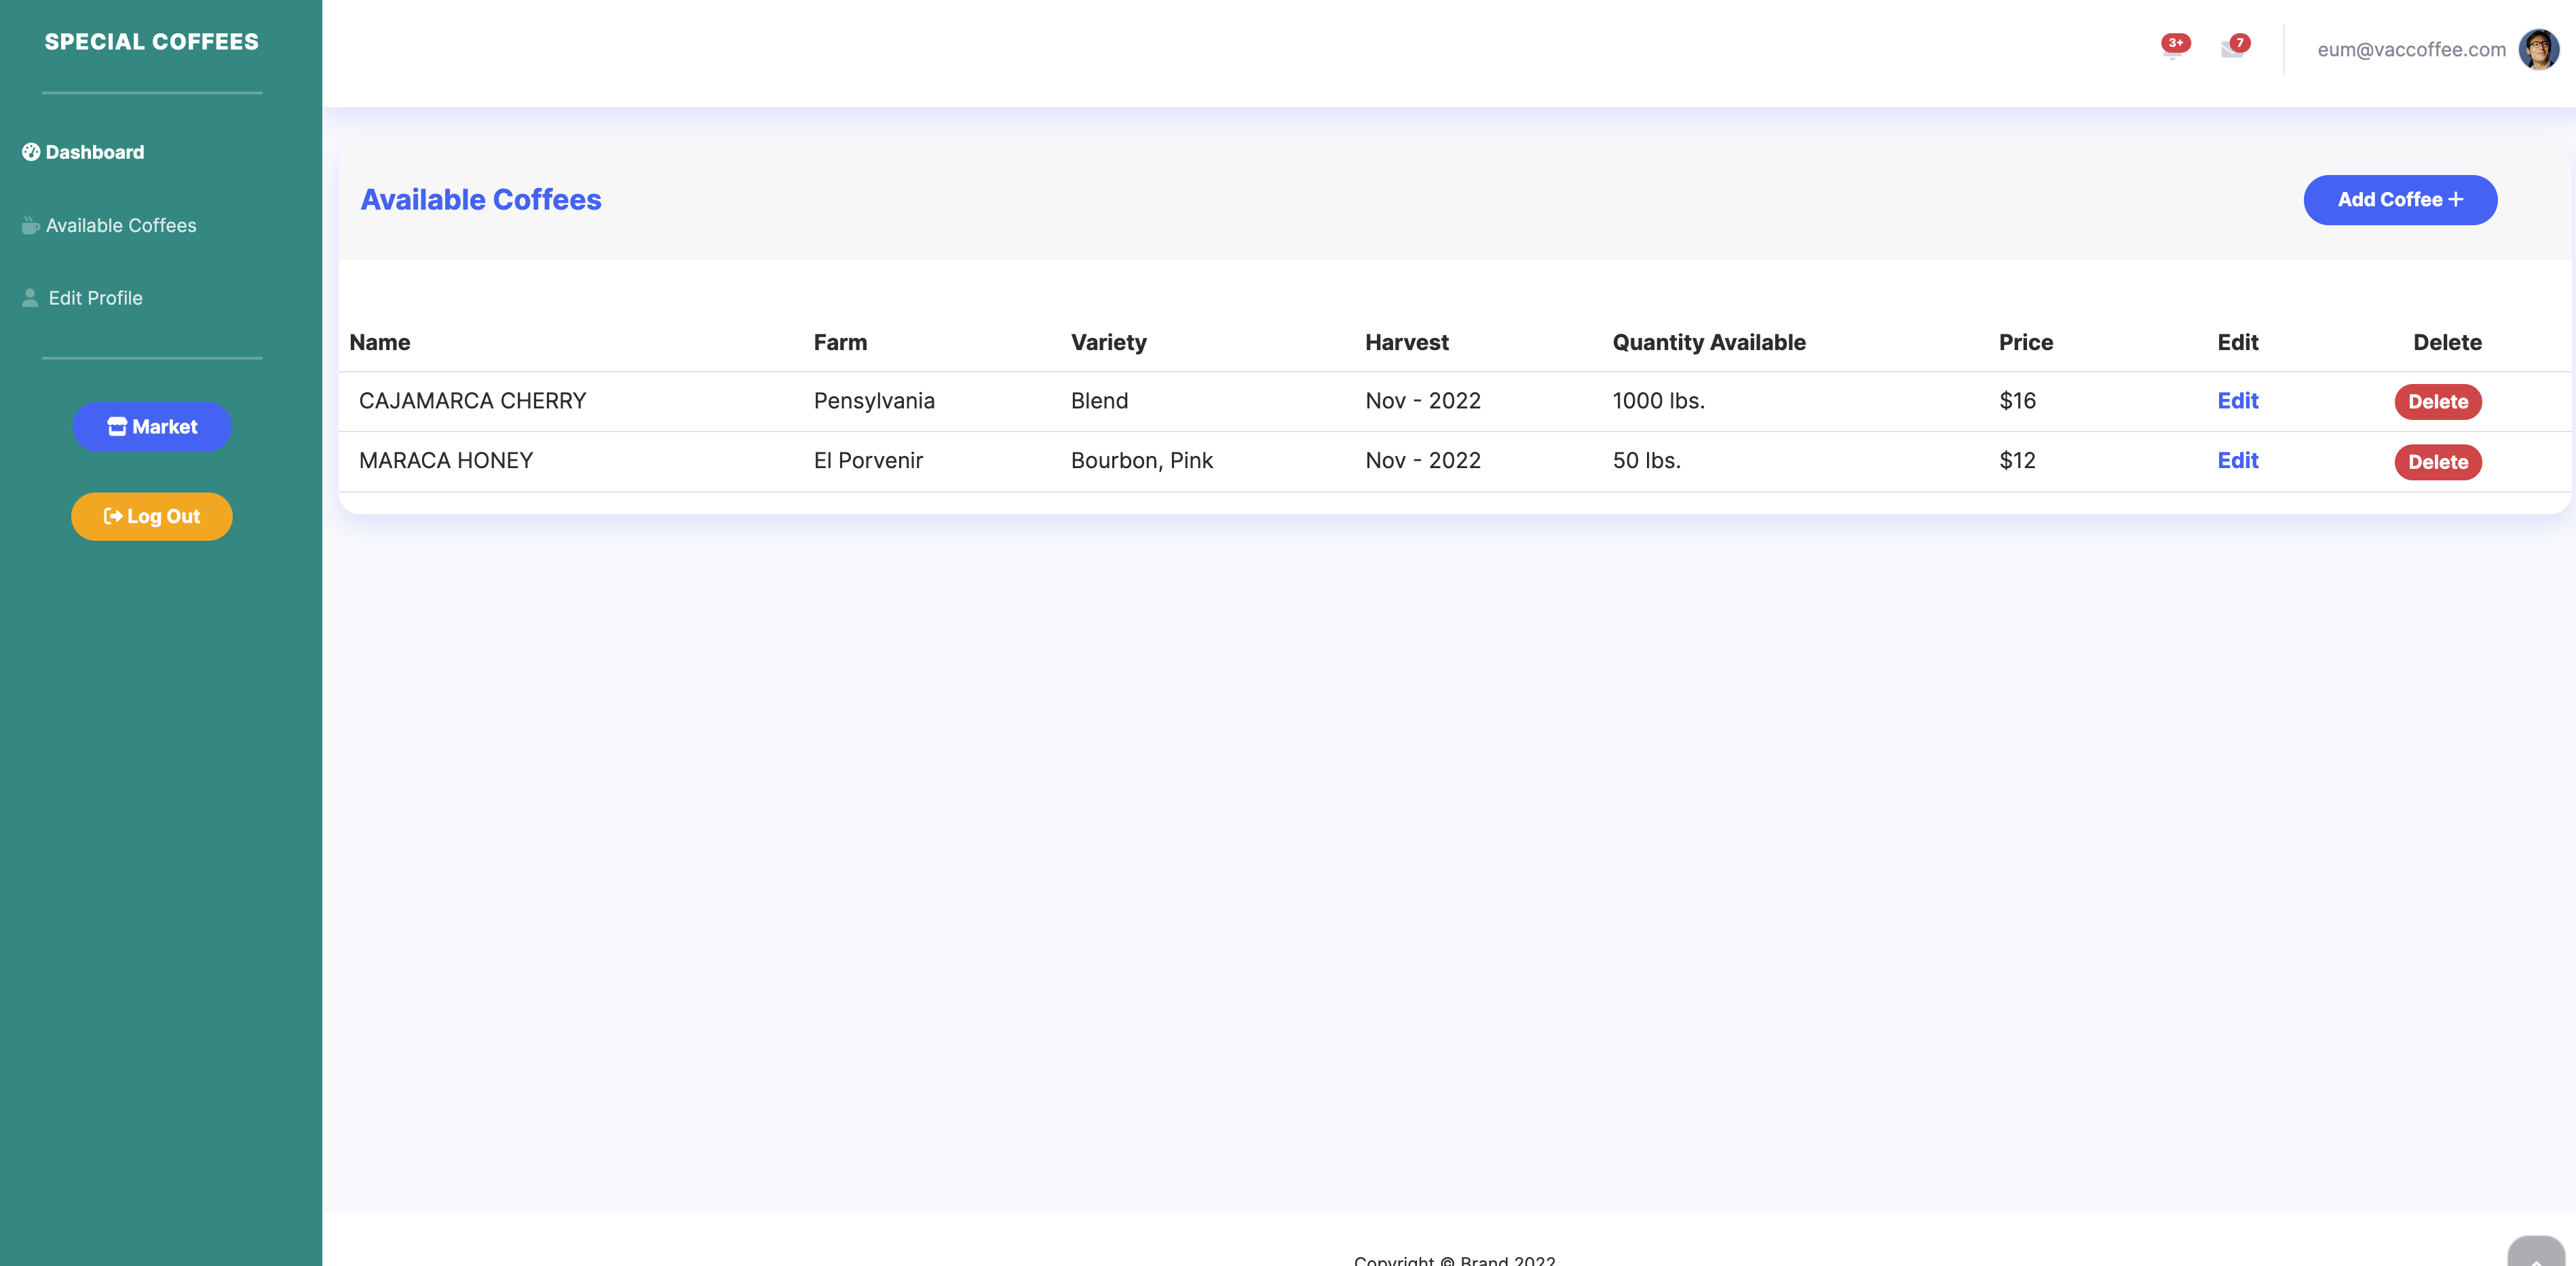 SPECIAL COFFEES
Dashboard
Available Coffees
Edit Profile
Market
Log Out
3+ 7 eum@vaccoffee.com
Available Coffees Add Coffee +
Name Farm Variety Harvest Quantity Available Price Edit Delete
CAJAMARCA CHERRY Pensylvania Blend Nov - 2022 1000 lbs. $16 Edit Delete
MARACA HONEY El Porvenir Bourbon, Pink Nov - 2022 50 lbs. $12 Edit Delete
Copyright © Brand 2022